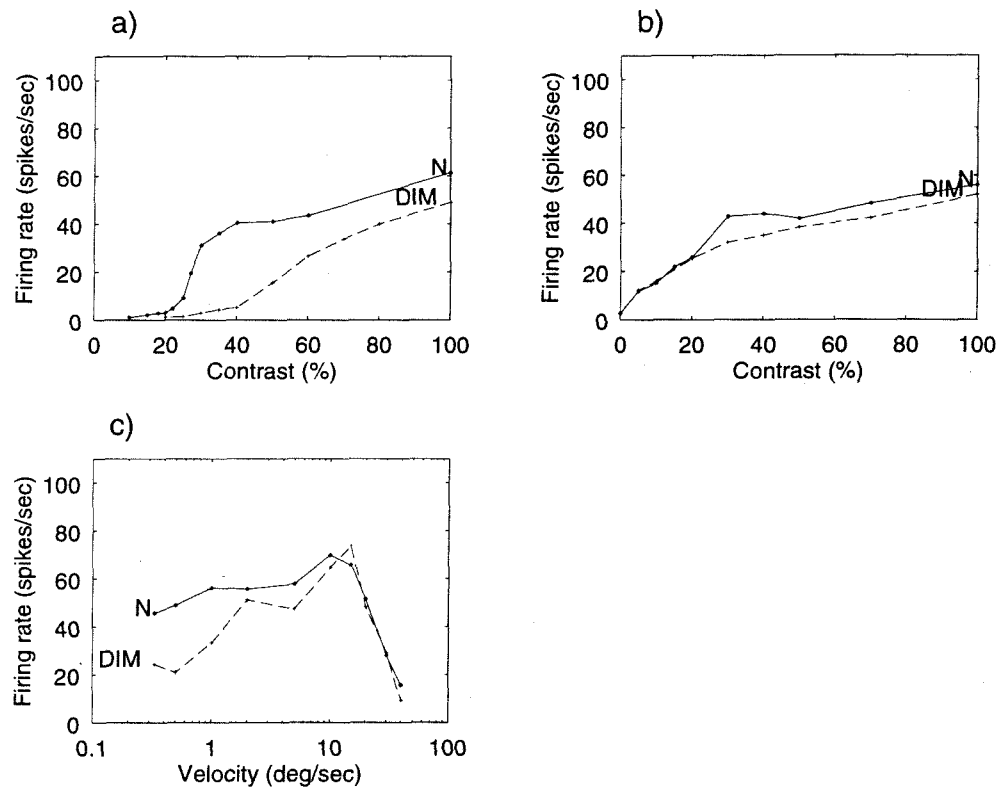 a)
Firing rate (spikes/sec)
100
80
60
40
20
0
N
DIM
0 20 40 60 80 100
Contrast (%)
b)
Firing rate (spikes/sec)
100
80
60
40
20
0
N
DIM
0 20 40 60 80 100
Contrast (%)
c)
Firing rate (spikes/sec)
100
80
60
40
20
0
N
DIM
0.1 1 10 100
Velocity (deg/sec)